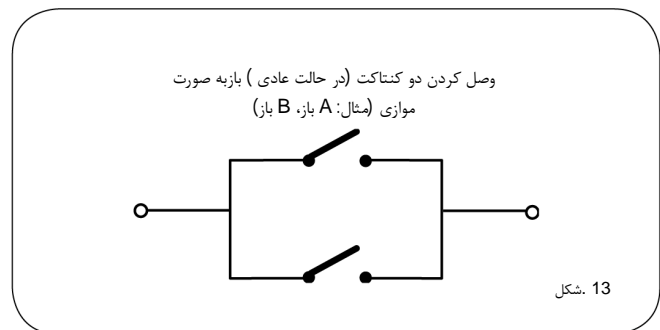 وصل کردن دو کنتاکت (در حالت عادی ) بازبه صورت
موازی (مثال: A باز، B باز)
13 .شکل